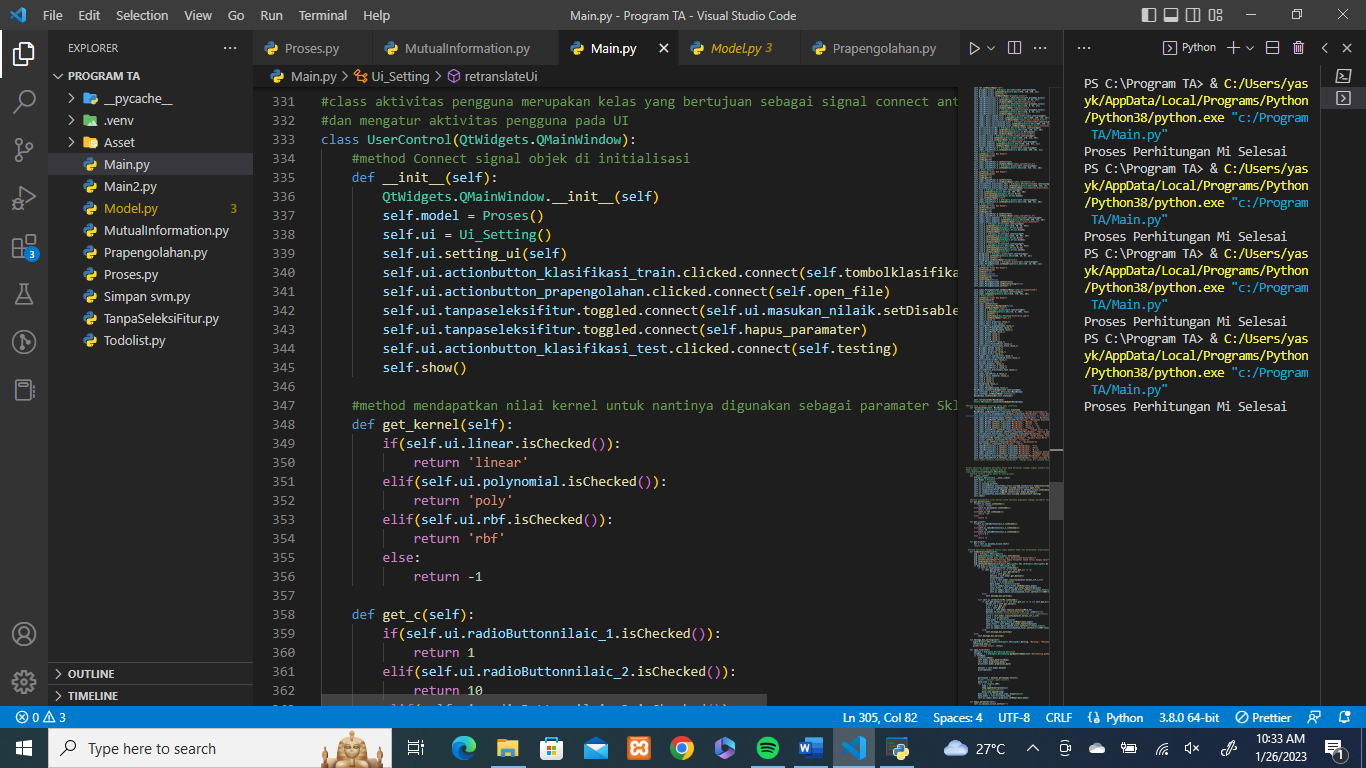 File Edit Selection View Go Run Terminal Help
Main.py - Program TA - Visual Studio Code
EXPLORER
PROGRAM TA
__pycache__
.venv
Asset
Main.py
Main2.py
Model.py 3
MutualInformation.py
Prapengolahan.py
Proses.py
Simpan svm.py
TanpaSeleksiFitur.py
Todolist.py
OUTLINE
TIMELINE
3
Proses.py MutualInformation.py Main.py Model.py 3 Prapengolahan.py
Main.py > Ui_Setting > retranslateUi
331 #class aktivitas pengguna merupakan kelas yang bertujuan sebagai signal connect ant
332 #dan mengatur aktivitas pengguna pada UI
333 class UserControl(QtWidgets.QMainWindow):
334 #method Connect signal objek di initialisasi
335 def __init__(self):
336 QtWidgets.QMainWindow.__init__(self)
337 self.model = Proses()
338 self.ui = Ui_Setting()
339 self.ui.setting_ui(self)
340 self.ui.actionbutton_klasifikasi_train.clicked.connect(self.tombolklasifika
341 self.ui.actionbutton_prapengolahan.clicked.connect(self.open_file)
342 self.ui.tanpaseleksifitur.toggled.connect(self.ui.masukan_nilaik.setDisable
343 self.ui.tanpaseleksifitur.toggled.connect(self.hapus_paramater)
344 self.ui.actionbutton_klasifikasi_test.clicked.connect(self.testing)
345 self.show()
346
347 #method mendapatkan nilai kernel untuk nantinya digunakan sebagai paramater Skl
348 def get_kernel(self):
349 if(self.ui.linear.isChecked()):
350 return 'linear'
351 elif(self.ui.polynomial.isChecked()):
352 return 'poly'
353 elif(self.ui.rbf.isChecked()):
354 return 'rbf'
355 else:
356 return -1
357
358 def get_c(self):
359 if(self.ui.radioButtonnilaic_1.isChecked()):
360 return 1
361 elif(self.ui.radioButtonnilaic_2.isChecked()):
362 return 10
Python
PS C:\Program TA> & C:/Users/yas
yk/AppData/Local/Programs/Python
/Python38/python.exe "c:/Program
TA/Main.py"
Proses Perhitungan Mi Selesai
PS C:\Program TA> & C:/Users/yas
yk/AppData/Local/Programs/Python
/Python38/python.exe "c:/Program
TA/Main.py"
Proses Perhitungan Mi Selesai
PS C:\Program TA> & C:/Users/yas
yk/AppData/Local/Programs/Python
/Python38/python.exe "c:/Program
TA/Main.py"
Proses Perhitungan Mi Selesai
PS C:\Program TA> & C:/Users/yas
yk/AppData/Local/Programs/Python
/Python38/python.exe "c:/Program
TA/Main.py"
Proses Perhitungan Mi Selesai
0 3 Ln 305, Col 82 Spaces: 4 UTF-8 CRLF Python 3.8.0 64-bit Prettier
Type here to search
27°C
10:33 AM
1/26/2023
1